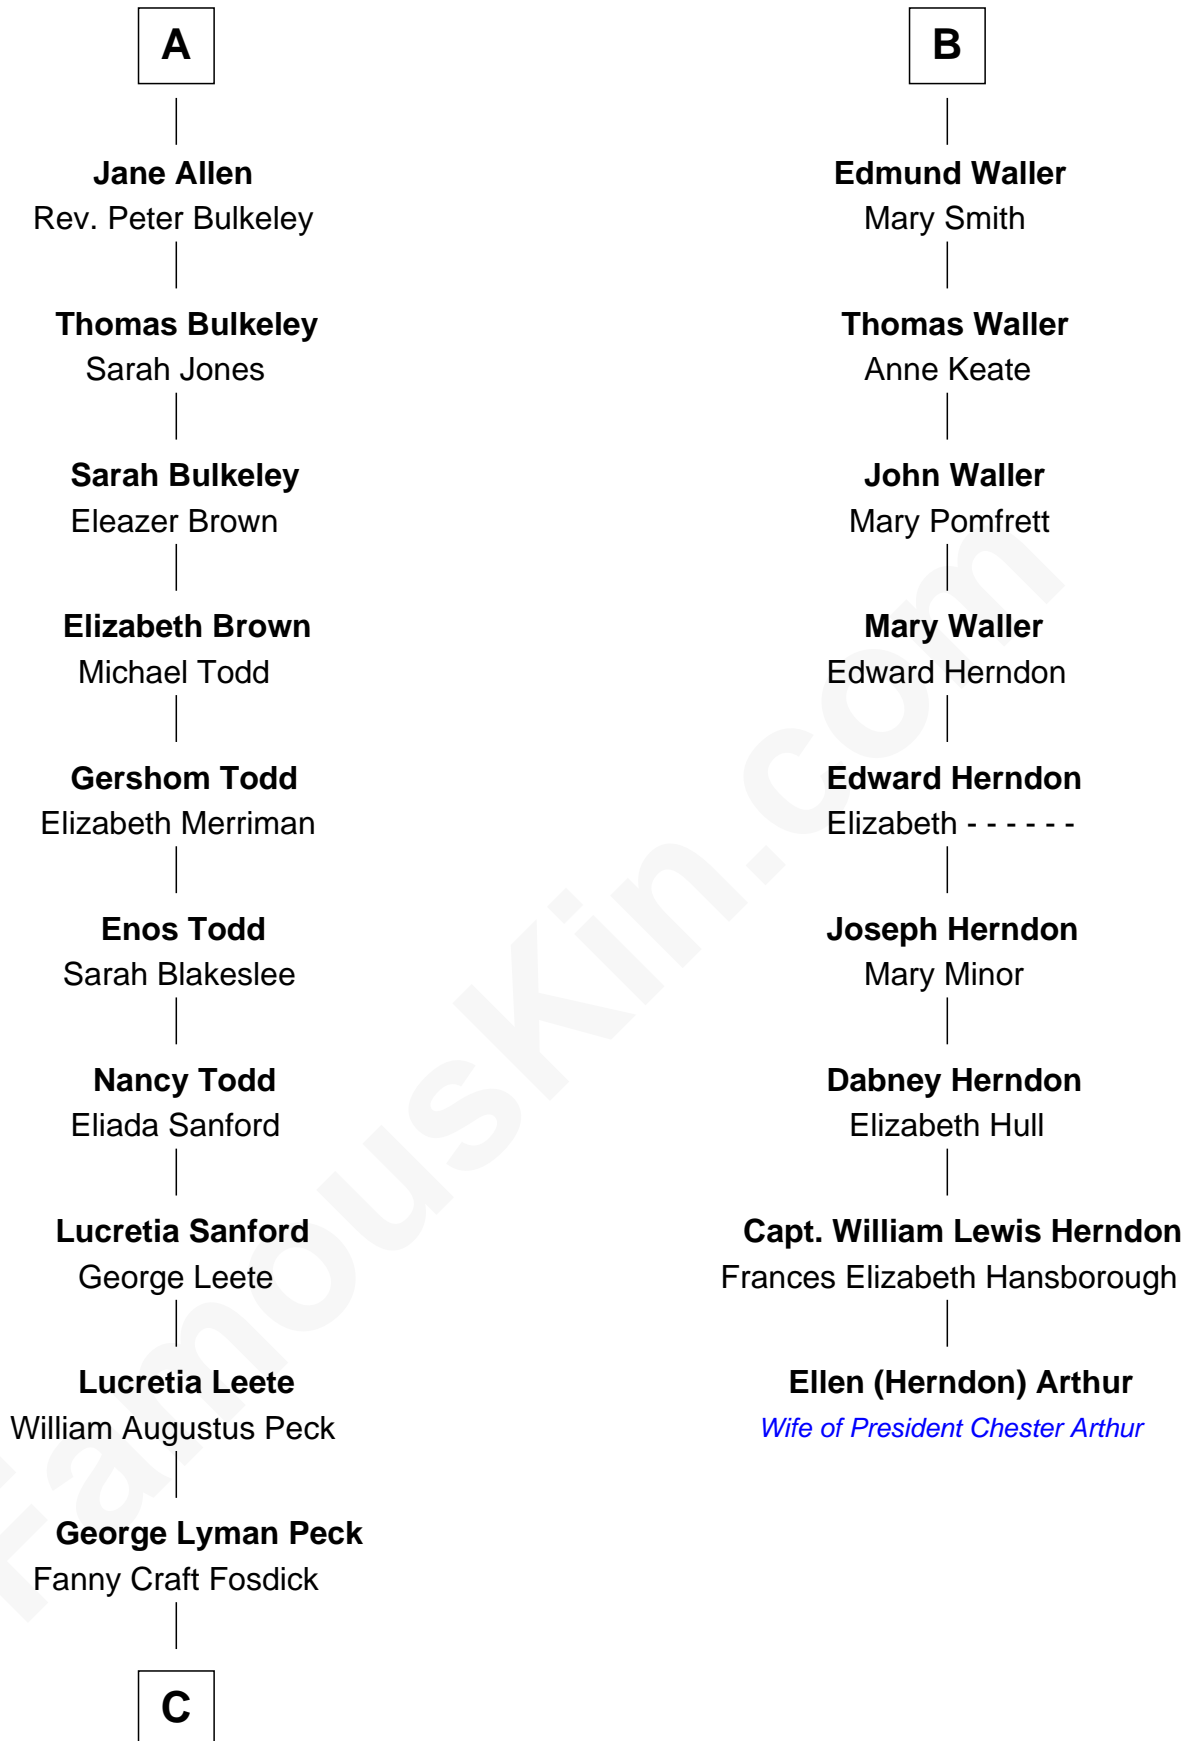 A
Jane Allen
Rev. Peter Bulkeley
Thomas Bulkeley
Sarah Jones
Sarah Bulkeley
Eleazer Brown
Elizabeth Brown
Michael Todd
Gershom Todd
Elizabeth Merriman
Enos Todd
Sarah Blakeslee
Nancy Todd
Eliada Sanford
Lucretia Sanford
George Leete
Lucretia Leete
William Augustus Peck
George Lyman Peck
Fanny Craft Fosdick
C
B
Edmund Waller
Mary Smith
Thomas Waller
Anne Keate
John Waller
Mary Pomfrett
Mary Waller
Edward Herndon
Edward Herndon
Elizabeth - - - - - -
Joseph Herndon
Mary Minor
Dabney Herndon
Elizabeth Hull
Capt. William Lewis Herndon
Frances Elizabeth Hansborough
Ellen (Herndon) Arthur
Wife of President Chester Arthur
FamousKin.com